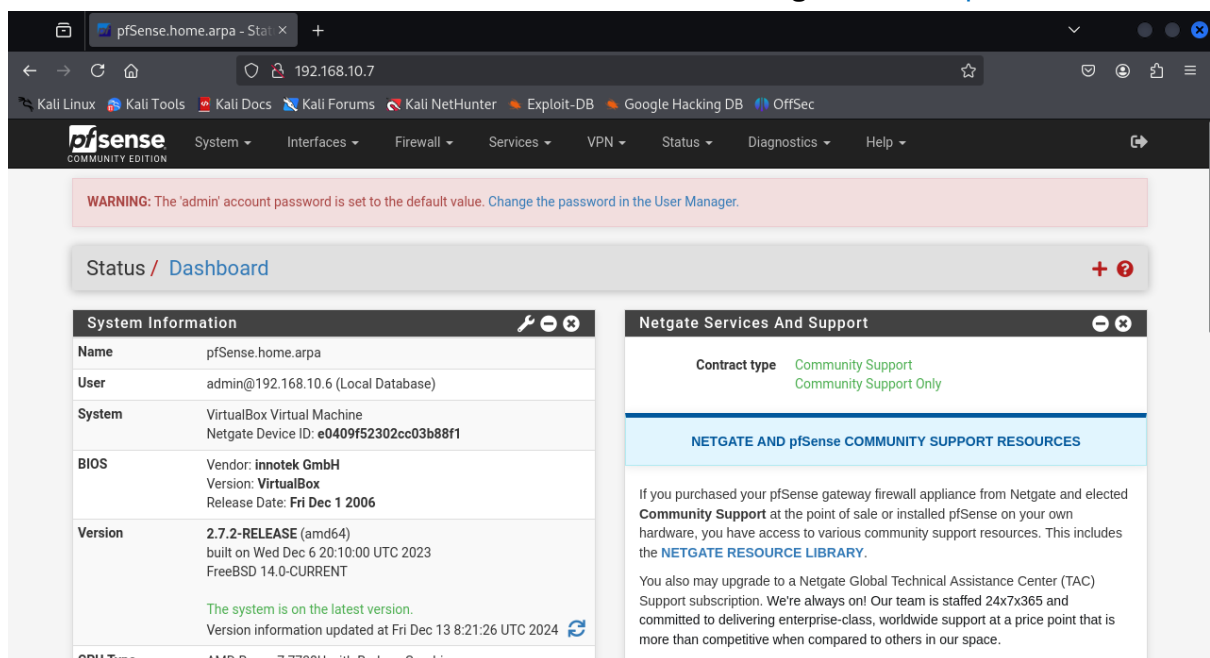 pfSense.home.arpa - Stat
192.168.10.7
Kali Linux Kali Tools Kali Docs Kali Forums Kali NetHunter Exploit-DB Google Hacking DB OffSec
pfsense
COMMUNITY EDITION
System Interfaces Firewall Services VPN Status Diagnostics Help
WARNING: The 'admin' account password is set to the default value. Change the password in the User Manager.
Status / Dashboard
System Information
Name pfSense.home.arpa
User admin@192.168.10.6 (Local Database)
System VirtualBox Virtual Machine
Netgate Device ID: e0409f52302cc03b88f1
BIOS Vendor: innotek GmbH
Version: VirtualBox
Release Date: Fri Dec 1 2006
Version 2.7.2-RELEASE (amd64)
built on Wed Dec 6 20:10:00 UTC 2023
FreeBSD 14.0-CURRENT
The system is on the latest version.
Version information updated at Fri Dec 13 8:21:26 UTC 2024
Netgate Services And Support
Contract type Community Support
Community Support Only
NETGATE AND pfSense COMMUNITY SUPPORT RESOURCES
If you purchased your pfSense gateway firewall appliance from Netgate and elected
Community Support at the point of sale or installed pfSense on your own
hardware, you have access to various community support resources. This includes
the NETGATE RESOURCE LIBRARY.
You also may upgrade to a Netgate Global Technical Assistance Center (TAC)
Support subscription. We're always on! Our team is staffed 24x7x365 and
committed to delivering enterprise-class, worldwide support at a price point that is
more than competitive when compared to others in our space.